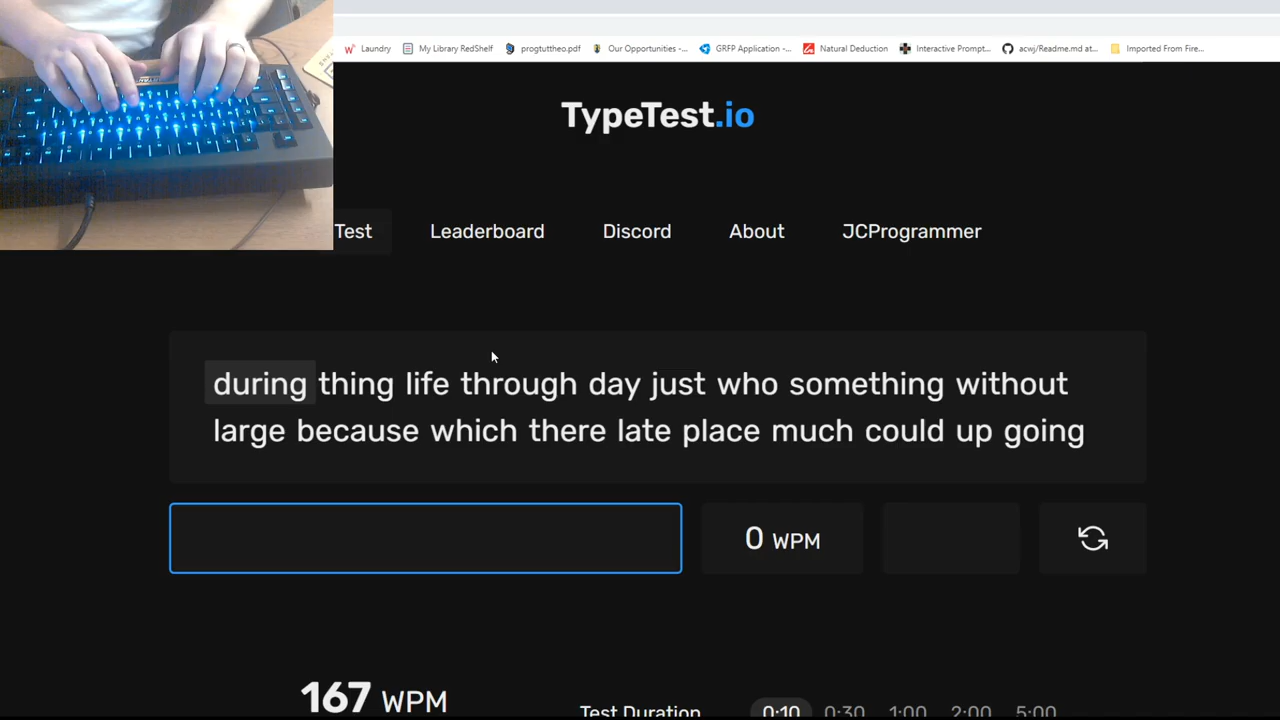 Laundry My Library RedShelf progtuttheo.pdf Our Opportunities -... GRFP Application -... Natural Deduction Interactive Prompt... acwj/Readme.md at... Imported From Fire...
TypeTest.io
Test Leaderboard Discord About JCProgrammer
during thing life through day just who something without
large because which there late place much could up going
0 WPM
167 WPM
Test Duration 0:10 0:30 1:00 2:00 5:00